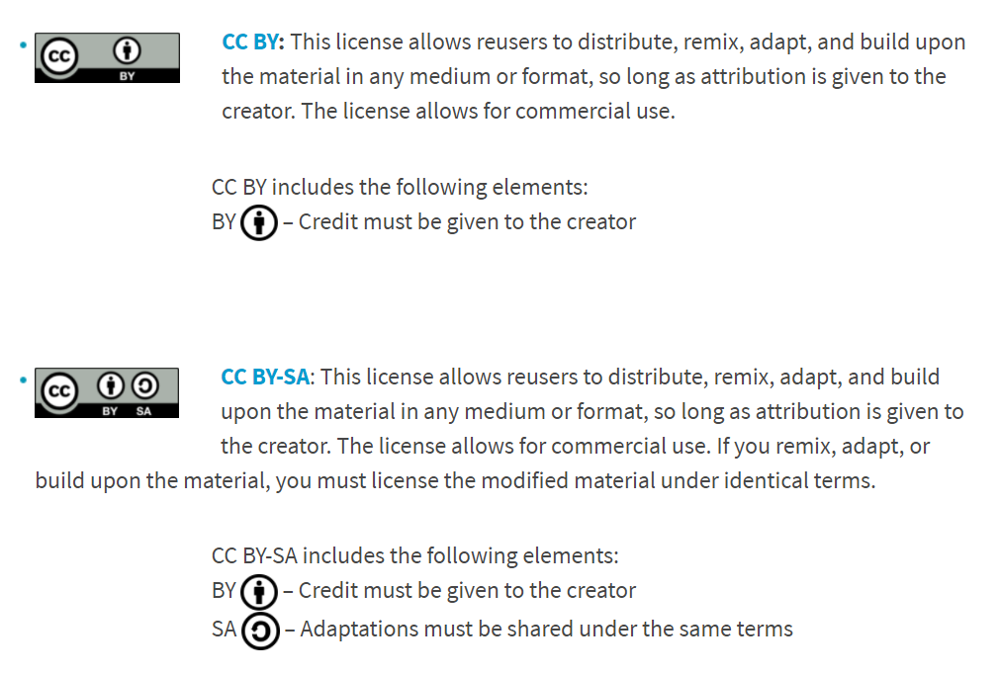 CC BY: This license allows reusers to distribute, remix, adapt, and build upon
the material in any medium or format, so long as attribution is given to the
creator. The license allows for commercial use.
cc BY
CC BY includes the following elements:
BY – Credit must be given to the creator
CC BY-SA: This license allows reusers to distribute, remix, adapt, and build
upon the material in any medium or format, so long as attribution is given to
the creator. The license allows for commercial use. If you remix, adapt, or
build upon the material, you must license the modified material under identical terms.
cc BY SA
CC BY-SA includes the following elements:
BY – Credit must be given to the creator
SA – Adaptations must be shared under the same terms